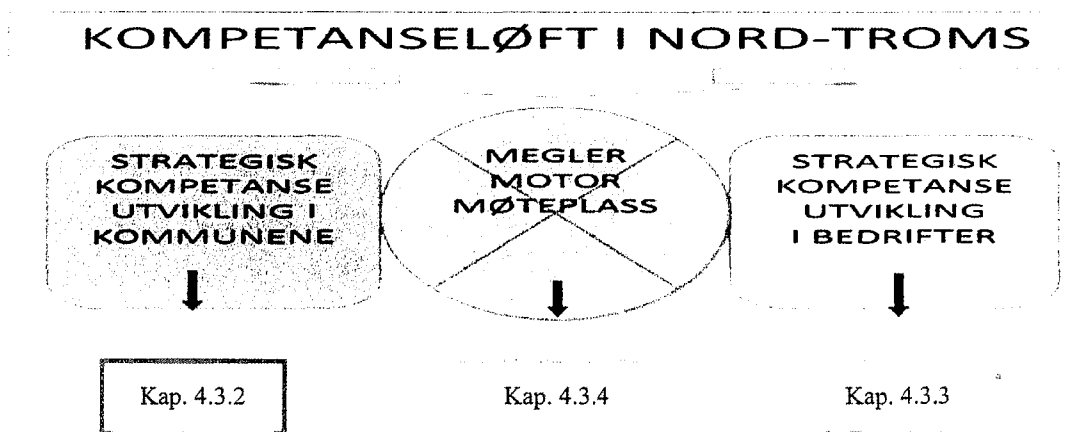 KOMPETANSELØFT I NORD-TROMS
STRATEGISK
KOMPETANSE
UTVIKLING I
KOMMUNENE
MEGLER
MOTOR
MØTEPLASS
STRATEGISK
KOMPETANSE
UTVIKLING
I BEDRIFTER
Kap. 4.3.2
Kap. 4.3.4
Kap. 4.3.3